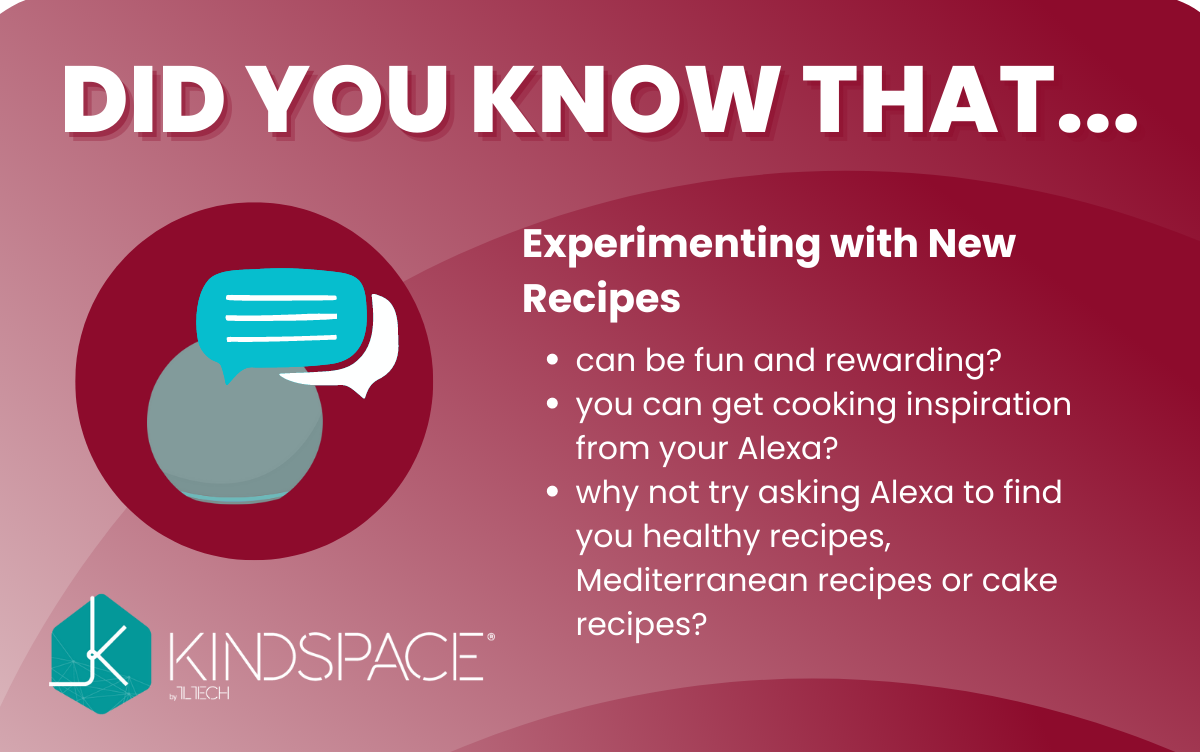 DID YOU KNOW THAT...
Experimenting with New
Recipes
• can be fun and rewarding?
• you can get cooking inspiration
from your Alexa?
• why not try asking Alexa to find
you healthy recipes,
Mediterranean recipes or cake
recipes?
KINDSPACE®
by 1L TECH